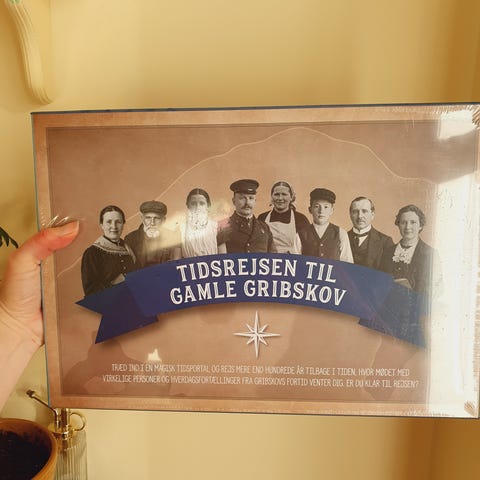 TIDSREJSEN TIL
GAMLE GRIBSKOV
TRÆD IND I EN MAGISK TIDSPORTAL OG REJS MERE END HUNDREDE ÅR TILBAGE I TIDEN, HVOR MØDET MED
VIRKELIGE PERSONER OG HVERDAGSFORTÆLLINGER FRA GRIBSKOVS FORTID VENTER DIG. ER DU KLAR TIL REJSEN?